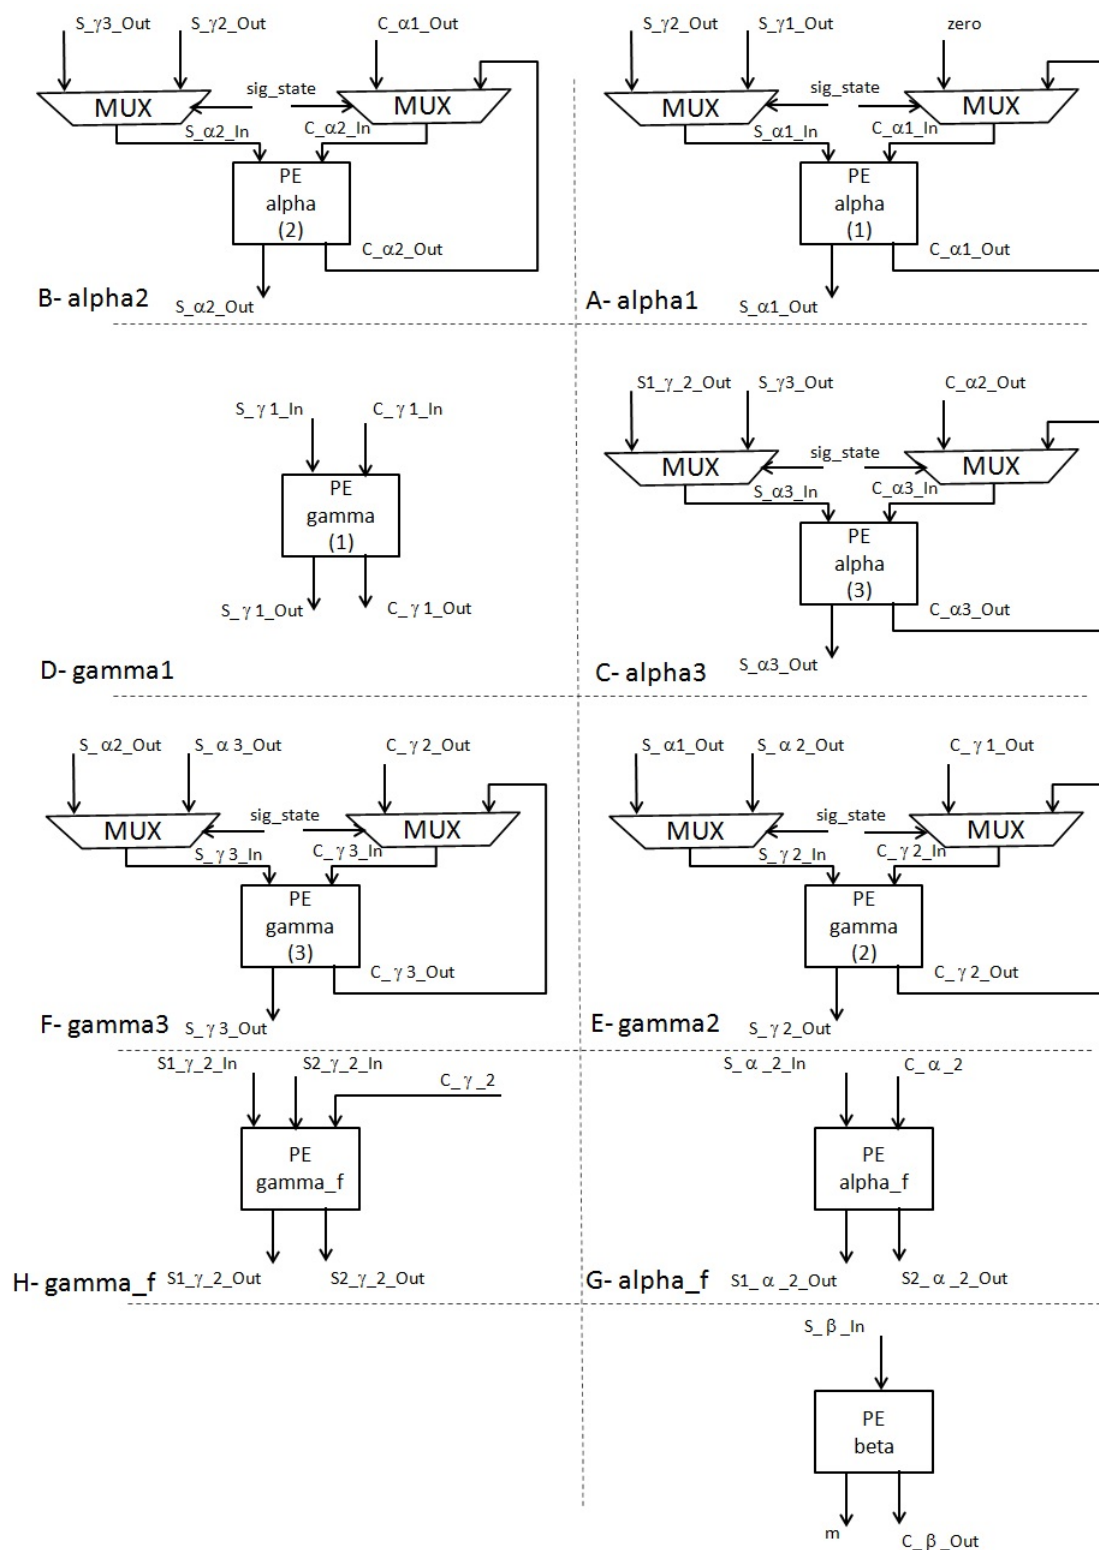 S_γ3_Out S_γ2_Out C_α1_Out
MUX sig_state MUX
S_α2_In C_α2_In
PE
alpha
(2)
C_α2_Out
B- alpha2
S_α2_Out
S_γ2_Out S_γ1_Out zero
MUX sig_state MUX
S_α1_In C_α1_In
PE
alpha
(1)
C_α1_Out
A- alpha1
S_α1_Out
S_γ1_In C_γ1_In
PE
gamma
(1)
S_γ1_Out C_γ1_Out
D- gamma1
S1_γ_2_Out S_γ3_Out C_α2_Out
MUX sig_state MUX
S_α3_In C_α3_In
PE
alpha
(3)
C_α3_Out
C- alpha3
S_α3_Out
S_α2_Out S_α3_Out C_γ2_Out
MUX sig_state MUX
S_γ3_In C_γ3_In
PE
gamma
(3)
C_γ3_Out
F- gamma3
S_γ3_Out
S_α1_Out S_α2_Out C_γ1_Out
MUX sig_state MUX
S_γ2_In C_γ2_In
PE
gamma
(2)
C_γ2_Out
E- gamma2
S_γ2_Out
S1_γ_2_In S2_γ_2_In C_γ_2
PE
gamma_f
H- gamma_f S1_γ_2_Out S2_γ_2_Out
S_α_2_In C_α_2
PE
alpha_f
G- alpha_f S1_α_2_Out S2_α_2_Out
S_β_In
PE
beta
m C_β_Out